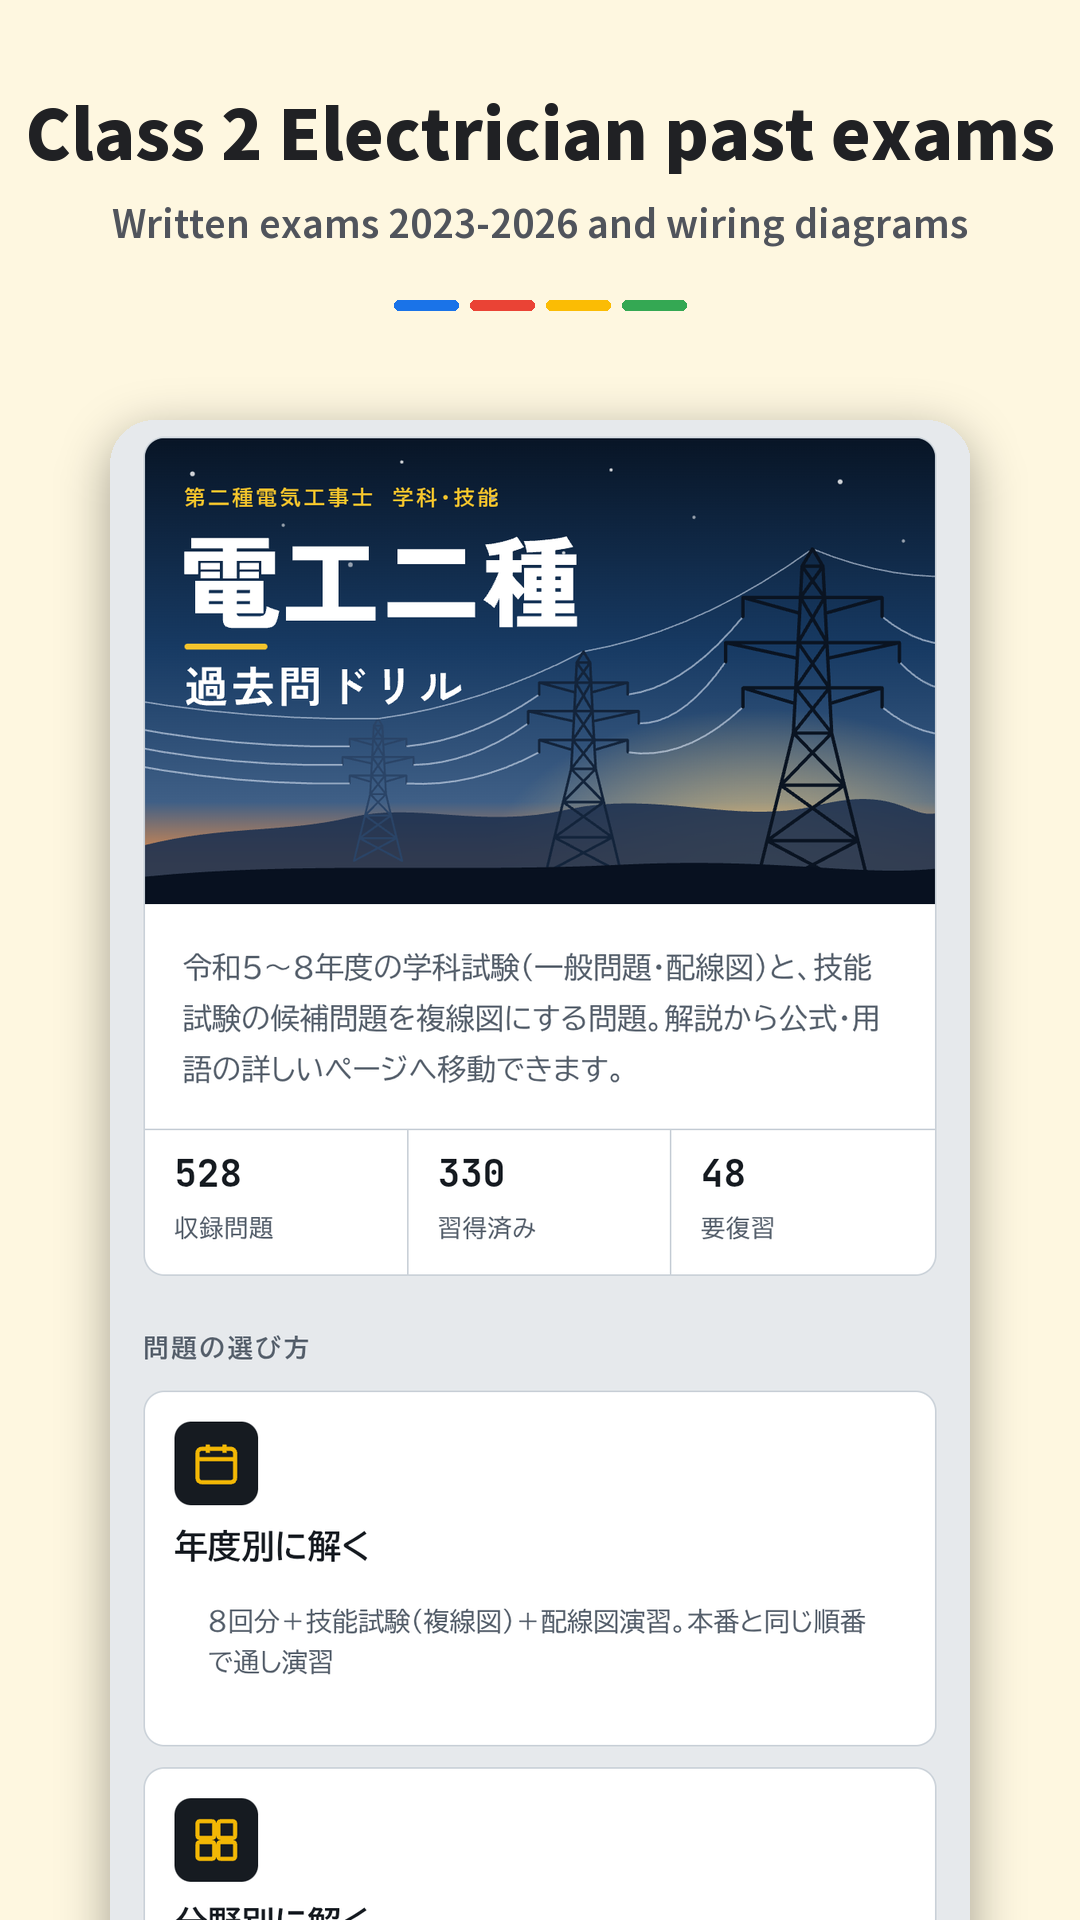 Class 2 Electrician past exams
Written exams 2023-2026 and wiring diagrams
第二種電気工事士 学科・技能
電工二種
過去問ドリル
令和5〜8年度の学科試験(一般問題・配線図)と、技能
試験の候補問題を複線図にする問題。解説から公式・用
語の詳しいページへ移動できます。
528
収録問題
330
習得済み
48
要復習
問題の選び方
年度別に解く
8回分＋技能試験(複線図)＋配線図演習。本番と同じ順番
で通し演習
分野別に解く